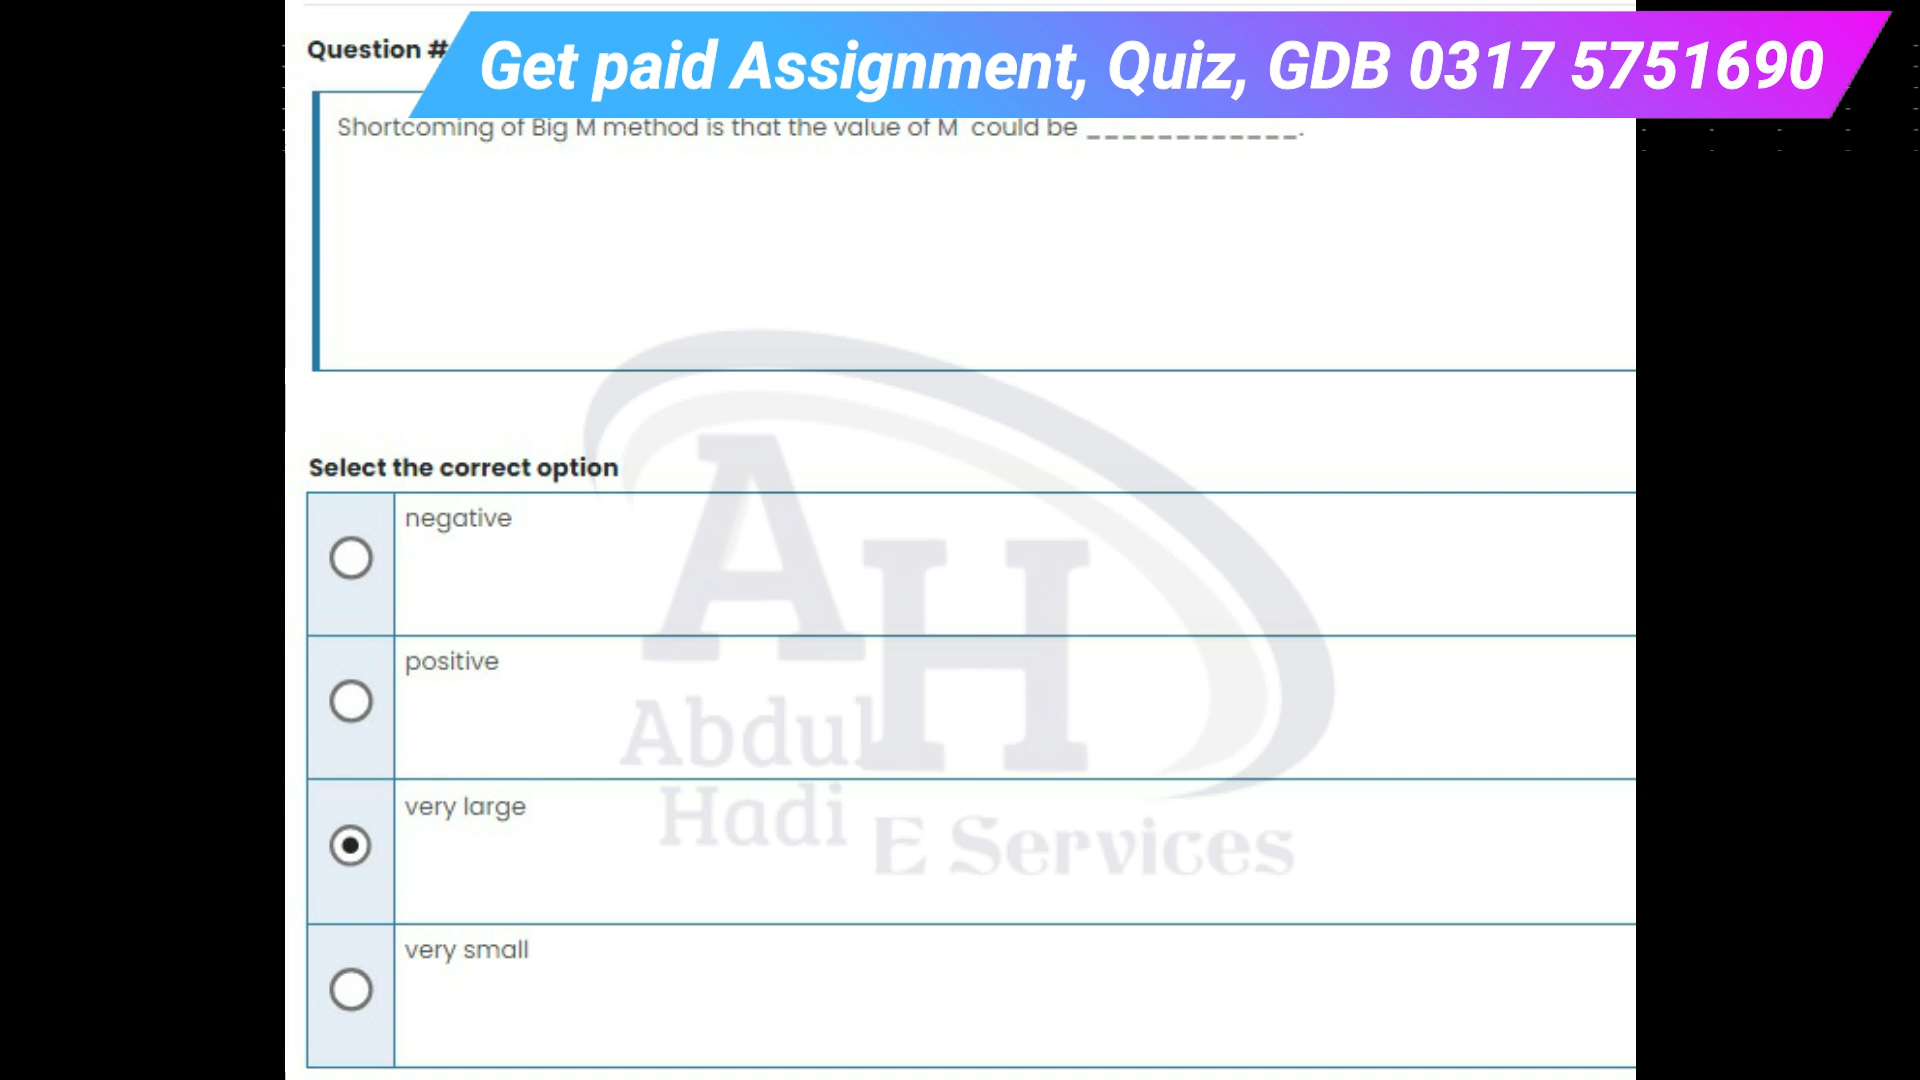 Question #
Get paid Assignment, Quiz, GDB 0317 5751690
Shortcoming of Big M method is that the value of M could be ____________.
Select the correct option
negative
positive
very large
very small
AH
Abdul
Hadi
E Services